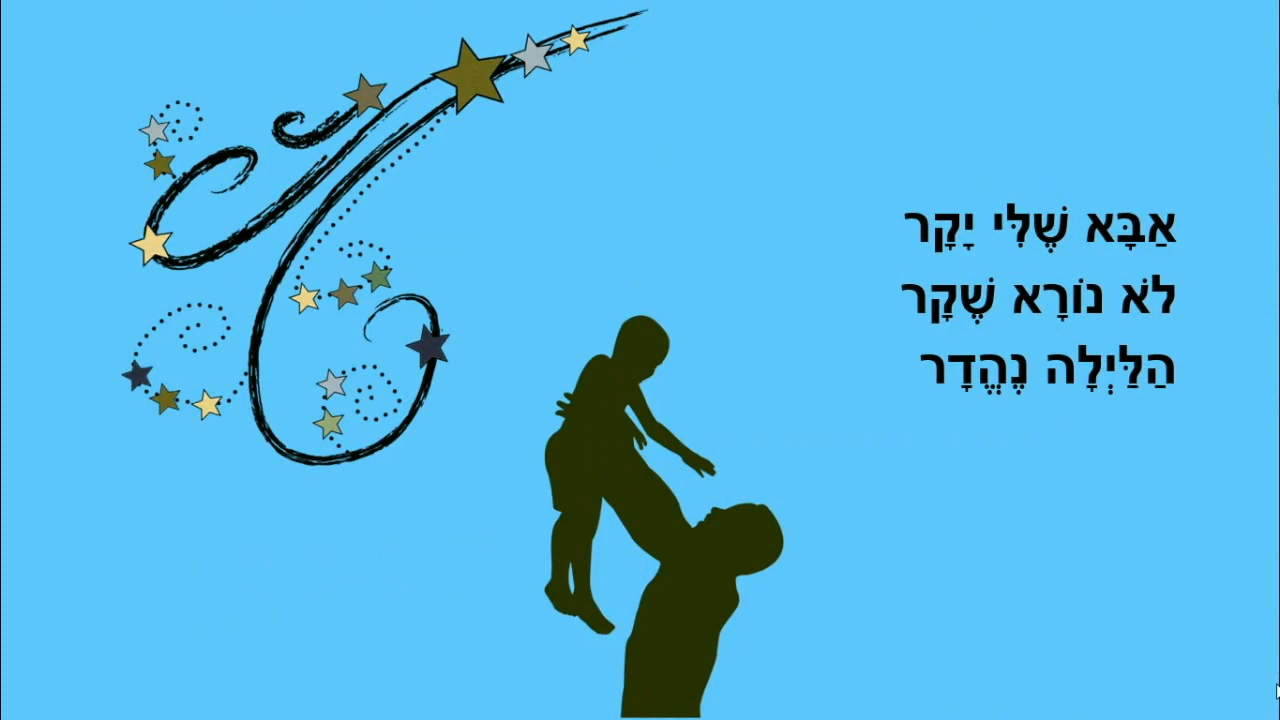 אַבָּא שֶׁלִּי יָקָר
לֹא נוֹרָא שֶׁקָּר
הַלַּיְלָה נֶהֱדָר